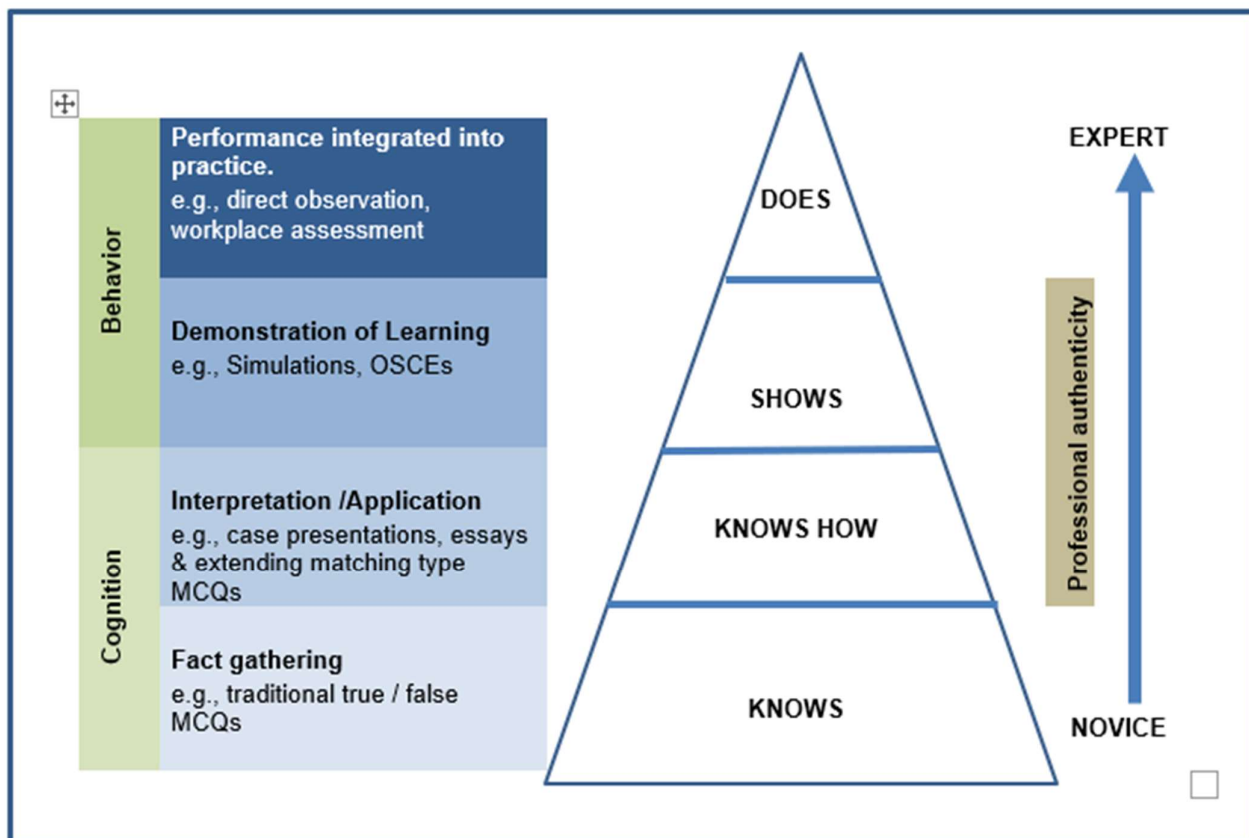 Behavior
Performance integrated into
practice.
e.g., direct observation,
workplace assessment
Demonstration of Learning
e.g., Simulations, OSCEs
Cognition
Interpretation /Application
e.g., case presentations, essays
& extending matching type
MCQs
Fact gathering
e.g., traditional true / false
MCQs
DOES
SHOWS
KNOWS HOW
KNOWS
EXPERT
Professional authenticity
NOVICE